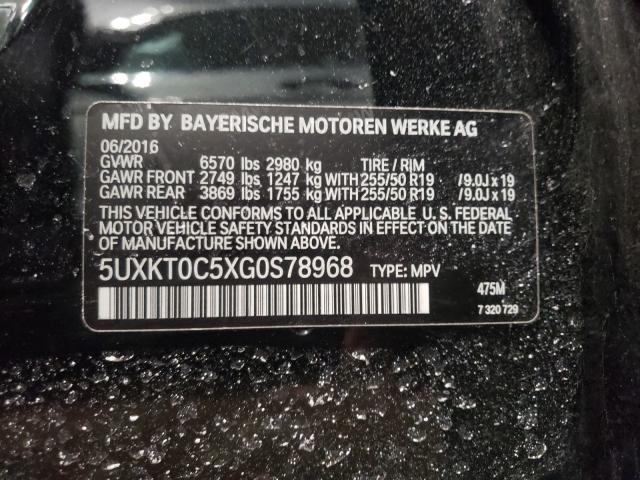 MFD BY BAYERISCHE MOTOREN WERKE AG
06/2016
GVWR 6570 lbs 2980 kg TIRE / RIM
GAWR FRONT 2749 lbs 1247 kg WITH 255/50 R19 /9.0J x 19
GAWR REAR 3869 lbs 1755 kg WITH 255/50 R19 /9.0J x 19
THIS VEHICLE CONFORMS TO ALL APPLICABLE U. S. FEDERAL
MOTOR VEHICLE SAFETY STANDARDS IN EFFECT ON THE DATE
OF MANUFACTURE SHOWN ABOVE.
5UXKT0C5XG0S78968 TYPE: MPV
475M
7 320 729